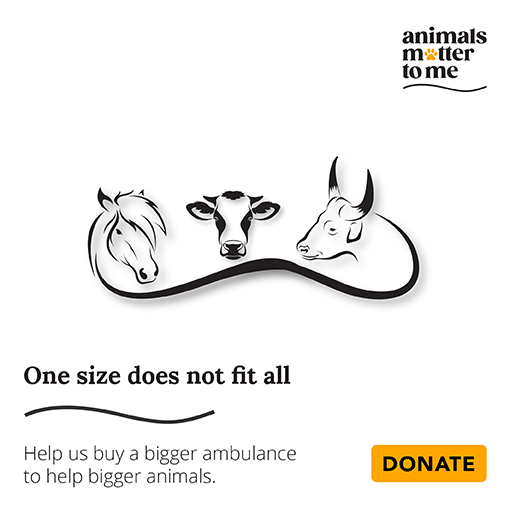 animals
matter
to me
One size does not fit all
Help us buy a bigger ambulance
to help bigger animals.
DONATE